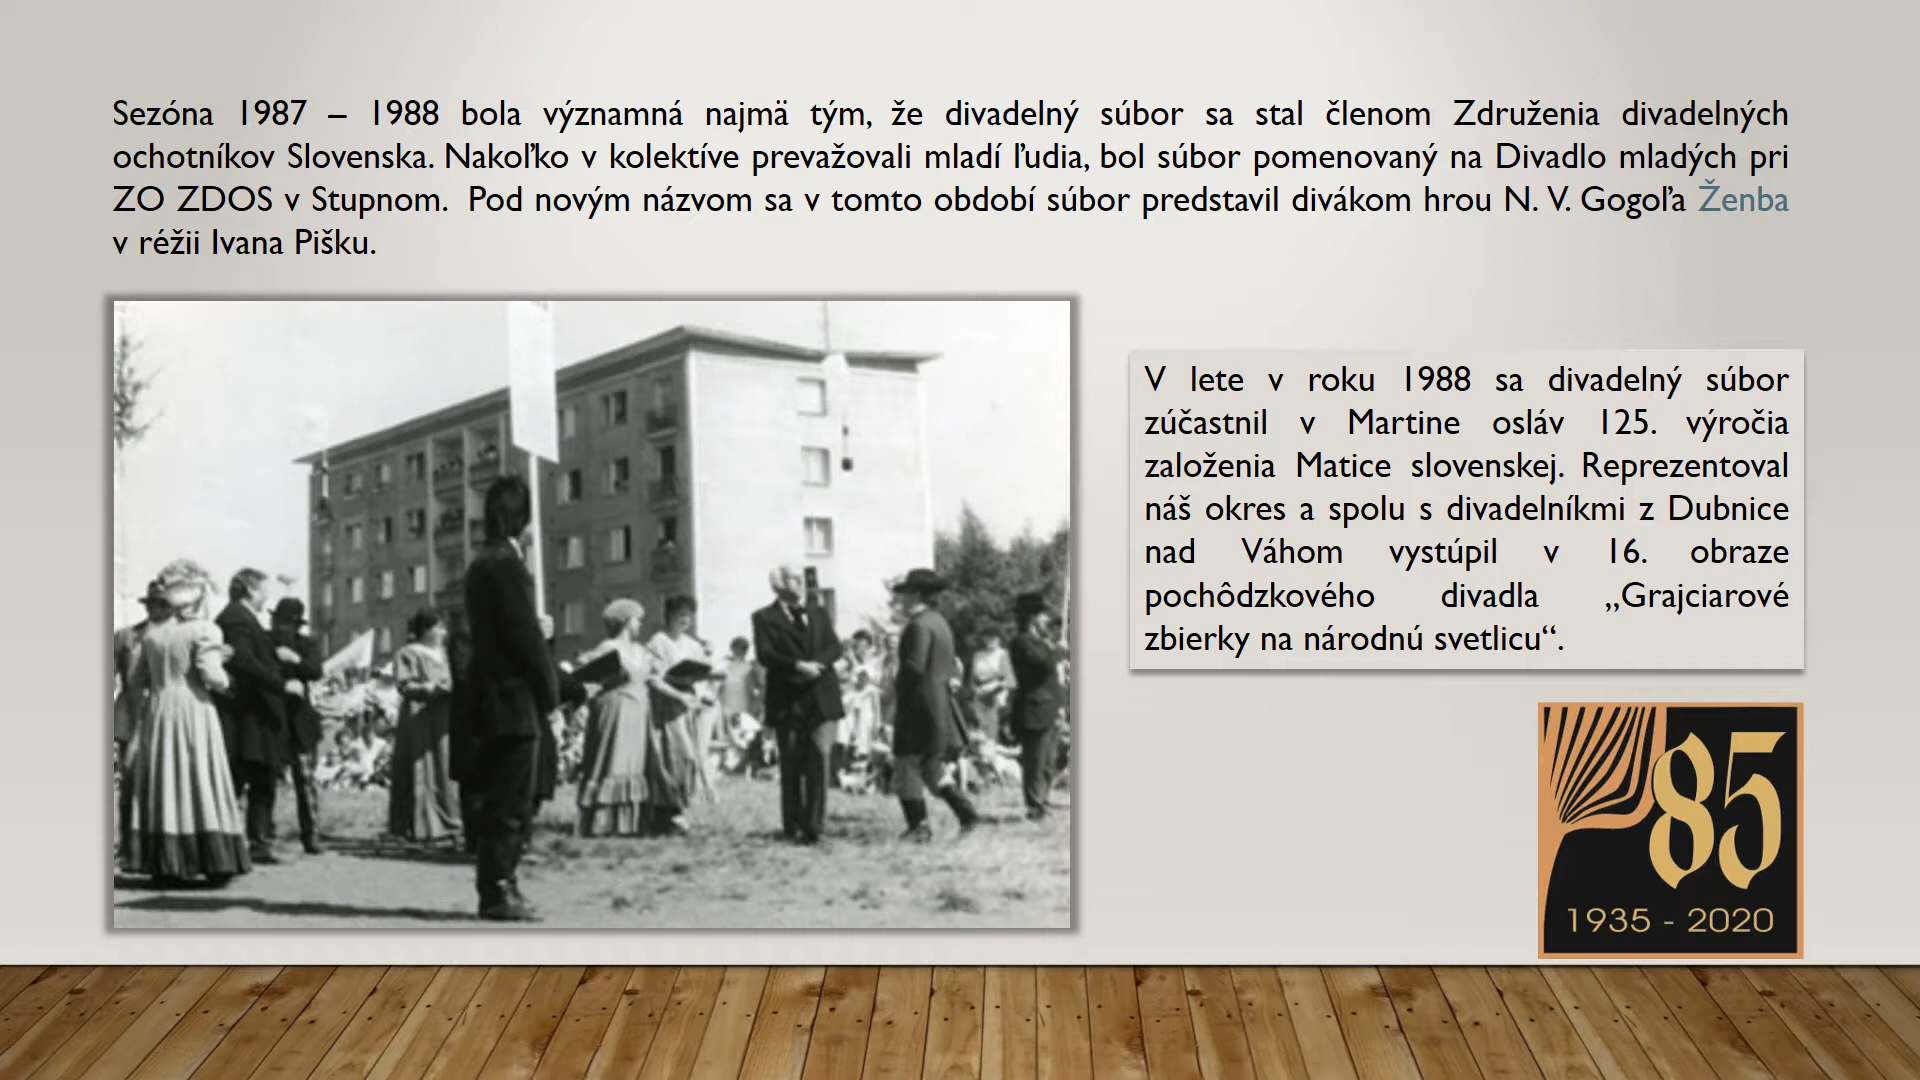 Sezóna 1987 – 1988 bola významná najmä tým, že divadelný súbor sa stal členom Združenia divadelných
ochotníkov Slovenska. Nakoľko v kolektíve prevažovali mladí ľudia, bol súbor pomenovaný na Divadlo mladých pri
ZO ZDOS v Stupnom. Pod novým názvom sa v tomto období súbor predstavil divákom hrou N. V. Gogoľa Ženba
v réžii Ivana Pišku.
V lete v roku 1988 sa divadelný súbor
zúčastnil v Martine osláv 125. výročia
založenia Matice slovenskej. Reprezentoval
náš okres a spolu s divadelníkmi z Dubnice
nad Váhom vystúpil v 16. obraze
pochôdzkového divadla „Grajciarové
zbierky na národnú svetlicu“.
85
1935 - 2020